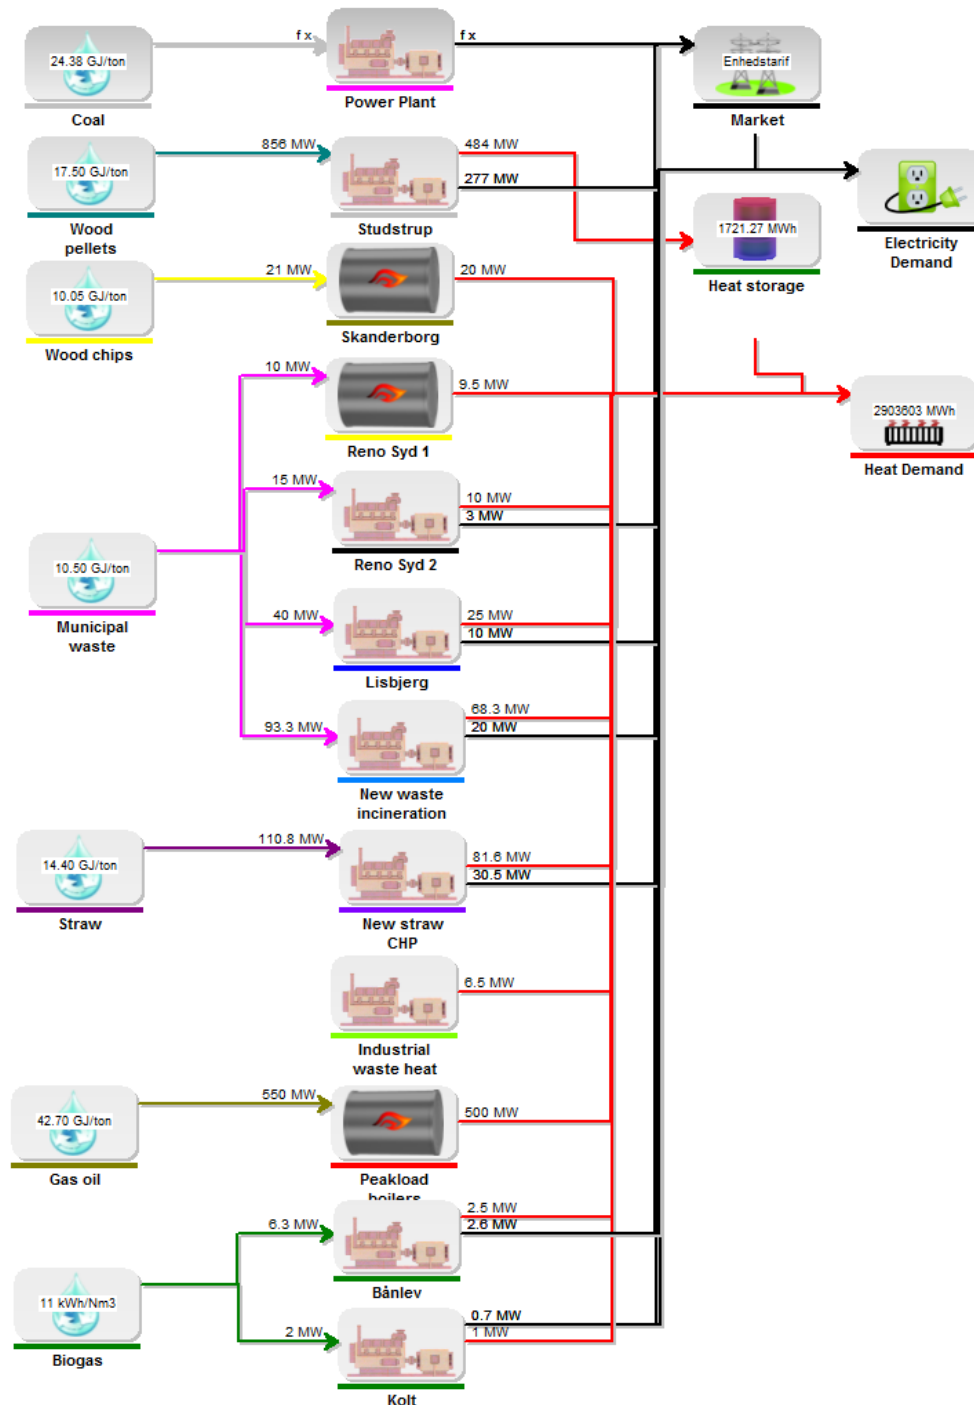 f x
f x
24.38 GJ/ton
Enhedstarif
Coal
Power Plant
Market
856 MW
484 MW
17.50 GJ/ton
277 MW
Wood
pellets
Studstrup
Electricity
Demand
1721.27 MWh
Heat storage
21 MW
20 MW
10.05 GJ/ton
Wood chips
Skanderborg
10 MW
9.5 MW
Reno Syd 1
2903603 MWh
Heat Demand
15 MW
10 MW
3 MW
Reno Syd 2
10.50 GJ/ton
Municipal
waste
40 MW
25 MW
10 MW
Lisbjerg
93.3 MW
68.3 MW
20 MW
New waste
incineration
110.8 MW
81.6 MW
30.5 MW
14.40 GJ/ton
Straw
New straw
CHP
6.5 MW
Industrial
waste heat
550 MW
500 MW
42.70 GJ/ton
Gas oil
Peakload
boilers
6.3 MW
2.5 MW
2.6 MW
Bånlev
11 kWh/Nm3
Biogas
2 MW
0.7 MW
1 MW
Kolt